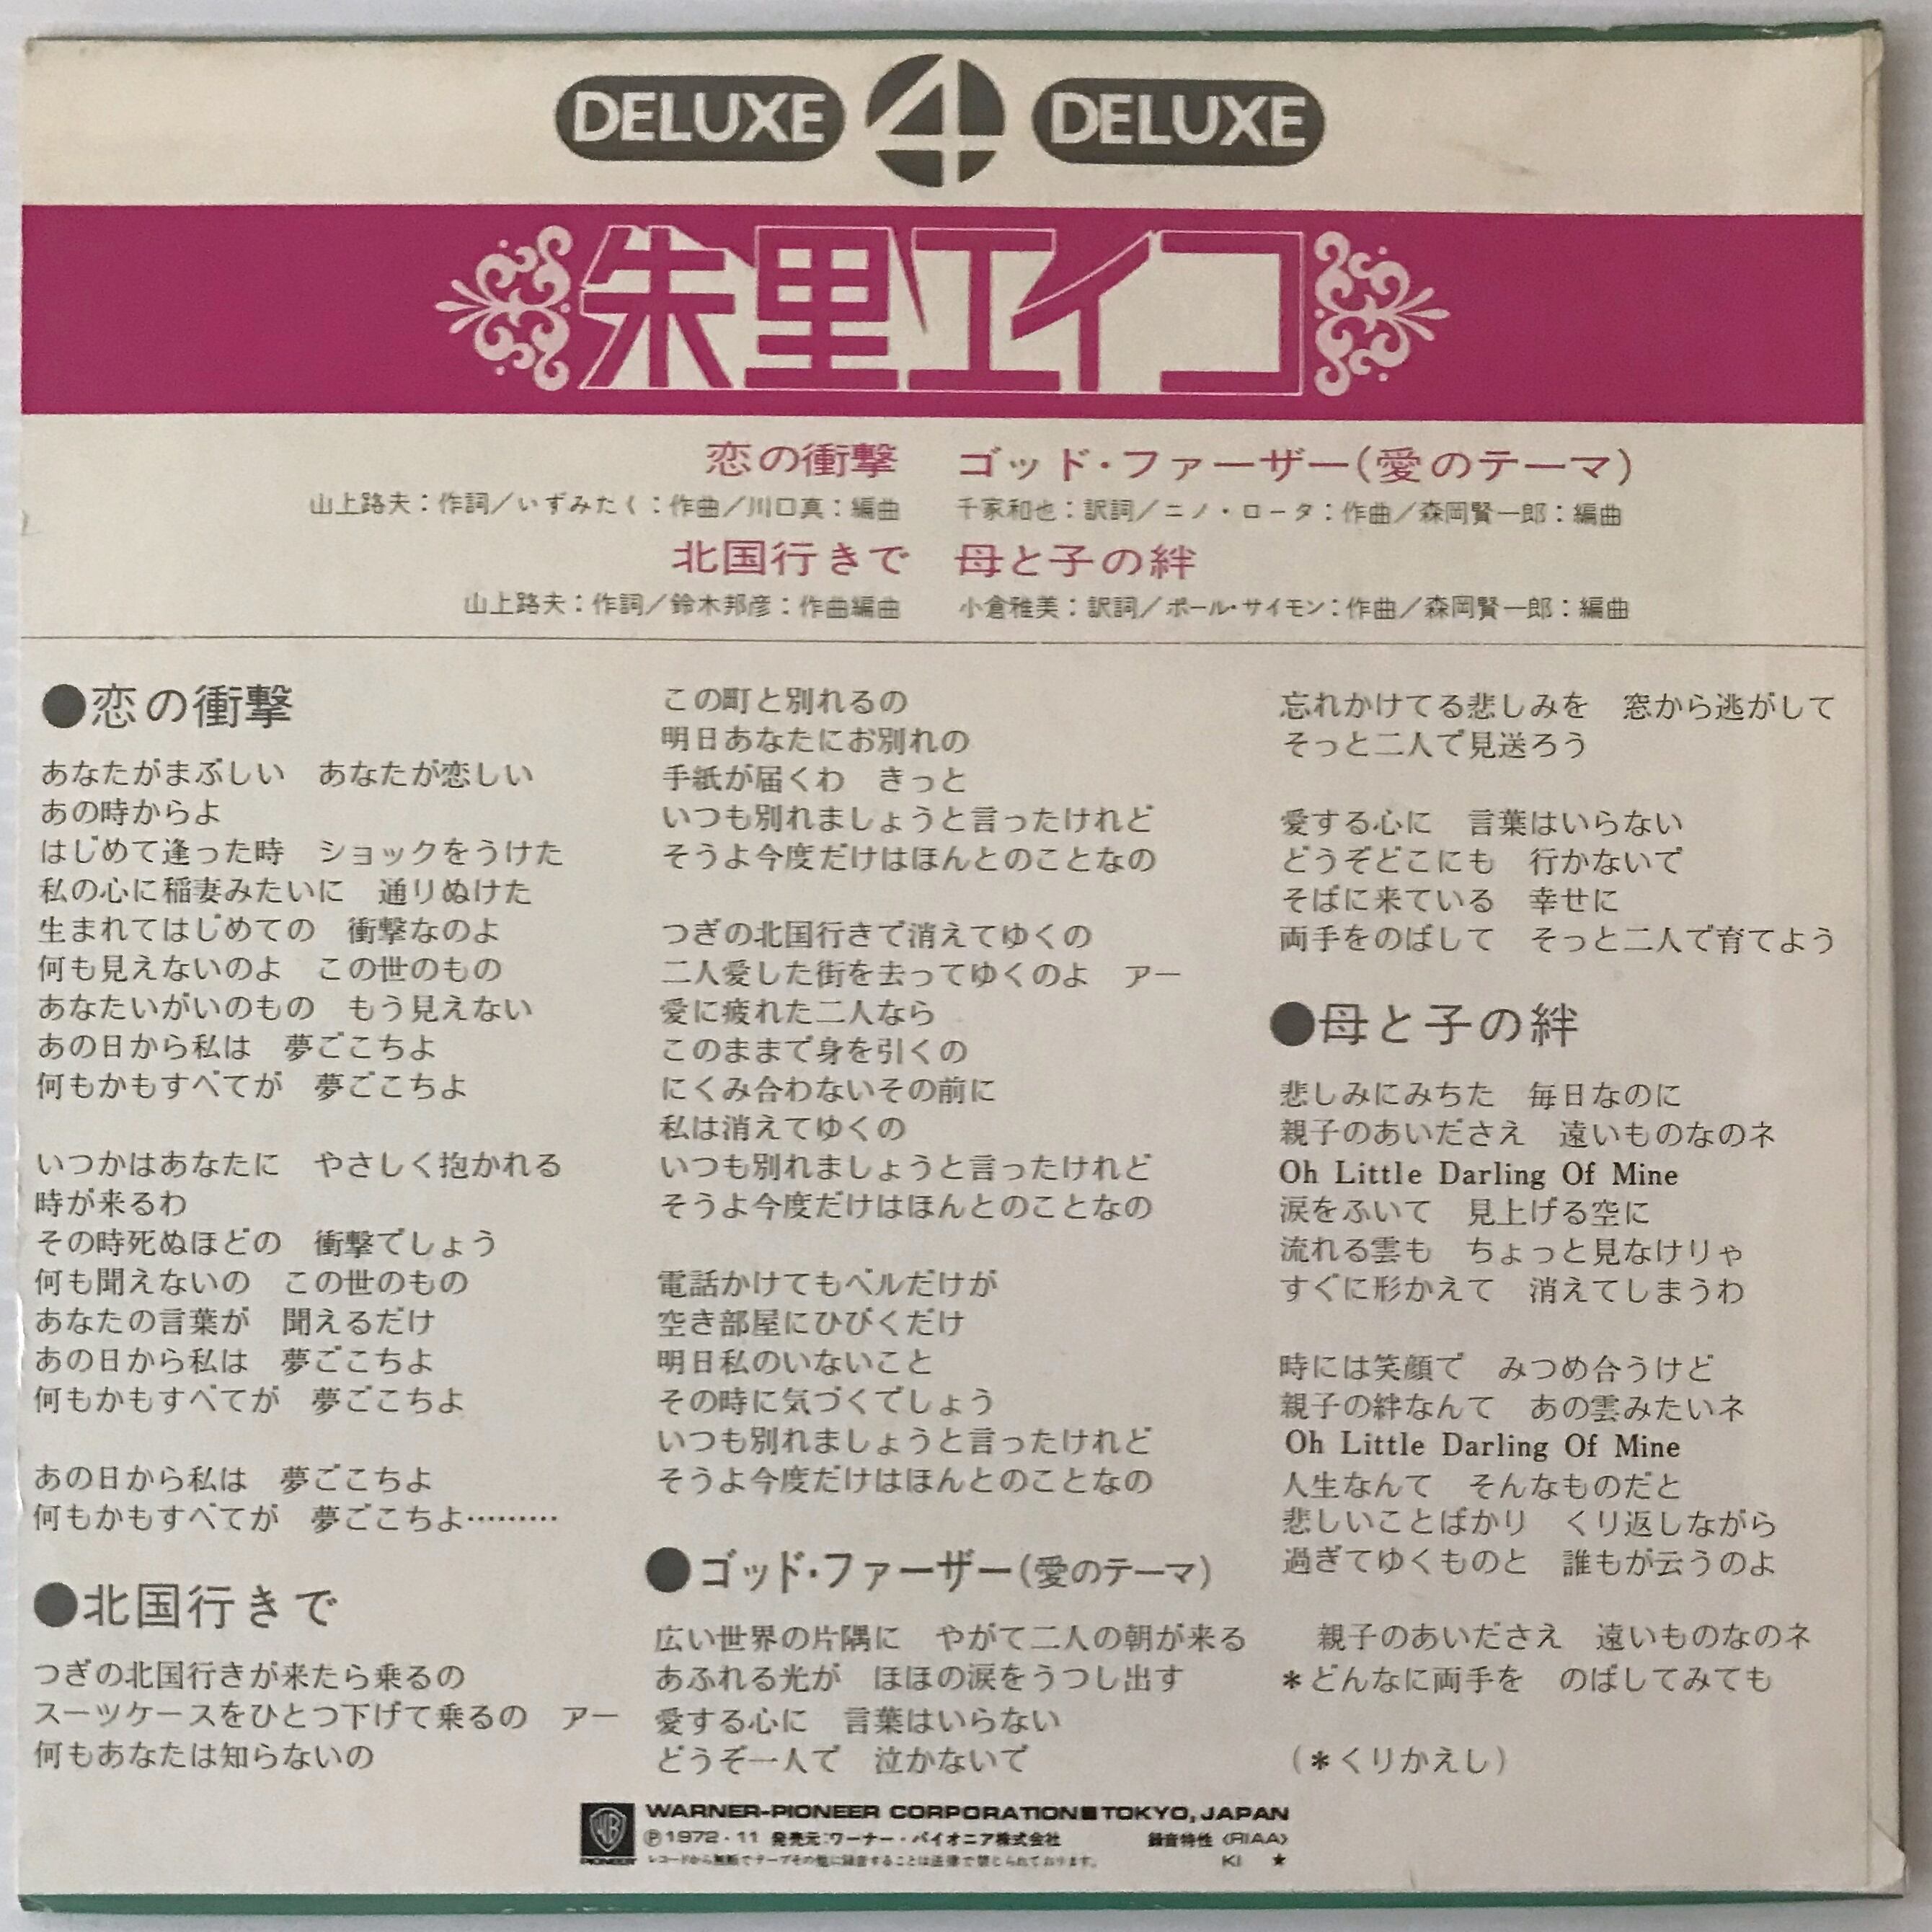 DELUXE 4 DELUXE
朱里エイコ
恋の衝撃
山上路夫：作詞／いずみたく：作曲／川口真：編曲
北国行きで
山上路夫：作詞／鈴木邦彦：作曲編曲
ゴッド・ファーザー(愛のテーマ)
千家和也：訳詞／ニノ・ロータ：作曲／森岡賢一郎：編曲
母と子の絆
小倉稚美：訳詞／ポール・サイモン：作曲／森岡賢一郎：編曲
●恋の衝撃
あなたがまぶしい　あなたが恋しい
あの時からよ
はじめて逢った時　ショックをうけた
私の心に稲妻みたいに　通りぬけた
生まれてはじめての　衝撃なのよ
何も見えないのよ　この世のもの
あなたいがいのもの　もう見えない
あの日から私は　夢ごこちよ
何もかもすべてが　夢ごこちよ
いつかはあなたに　やさしく抱かれる
時が来るわ
その時死ぬほどの　衝撃でしょう
何も聞えないの　この世のもの
あなたの言葉が　聞えるだけ
あの日から私は　夢ごこちよ
何もかもすべてが　夢ごこちよ
あの日から私は　夢ごこちよ
何もかもすべてが　夢ごこちよ………
●北国行きで
つぎの北国行きが来たら乗るの
スーツケースをひとつ下げて乗るの　アー
何もあなたは知らないの
この町と別れるの
明日あなたにお別れの
手紙が届くわ　きっと
いつも別れましょうと言ったけれど
そうよ今度だけはほんとのことなの
つぎの北国行きで消えてゆくの
二人愛した街を去ってゆくのよ　アー
愛に疲れた二人なら
このままで身を引くの
にくみ合わないその前に
私は消えてゆくの
いつも別れましょうと言ったけれど
そうよ今度だけはほんとのことなの
電話かけてもベルだけが
空き部屋にひびくだけ
明日私のいないこと
その時に気づくでしょう
いつも別れましょうと言ったけれど
そうよ今度だけはほんとのことなの
●ゴッド・ファーザー(愛のテーマ)
広い世界の片隅に　やがて二人の朝が来る
あふれる光が　ほほの涙をうつし出す
愛する心に　言葉はいらない
どうぞ一人で　泣かないで
忘れかけてる悲しみを　窓から逃がして
そっと二人で見送ろう
愛する心に　言葉はいらない
どうぞどこにも　行かないで
そばに来ている　幸せに
両手をのばして　そっと二人で育てよう
●母と子の絆
悲しみにみちた　毎日なのに
親子のあいださえ　遠いものなのネ
Oh Little Darling Of Mine
涙をふいて　見上げる空に
流れる雲も　ちょっと見なけりゃ
すぐに形かえて　消えてしまうわ
時には笑顔で　みつめ合うけど
親子の絆なんて　あの雲みたいネ
Oh Little Darling Of Mine
人生なんて　そんなものだと
悲しいことばかり　くり返しながら
過ぎてゆくものと　誰もが云うのよ
親子のあいださえ　遠いものなのネ
＊どんなに両手を　のばしてみても
（＊くりかえし）
WB PIONEER
WARNER-PIONEER CORPORATION■TOKYO, JAPAN
Ⓟ1972・11 発売元：ワーナー・パイオニア株式会社　録音特性〈RIAA〉
レコードから無断でテープその他に録音することは法律で禁じられております。　KI ★